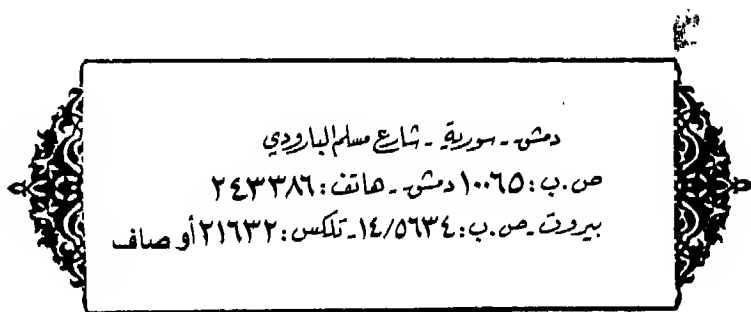 دمشق - سورية - شارع مسلم البارودي
ص.ب: ١٠٠٦٥ دمشق - هاتف: ٢٤٣٣٨٦
بيروت - ص.ب: ١٤/٥٦٣٤ - تلكس: ٢١٦٣٢ أو صاف